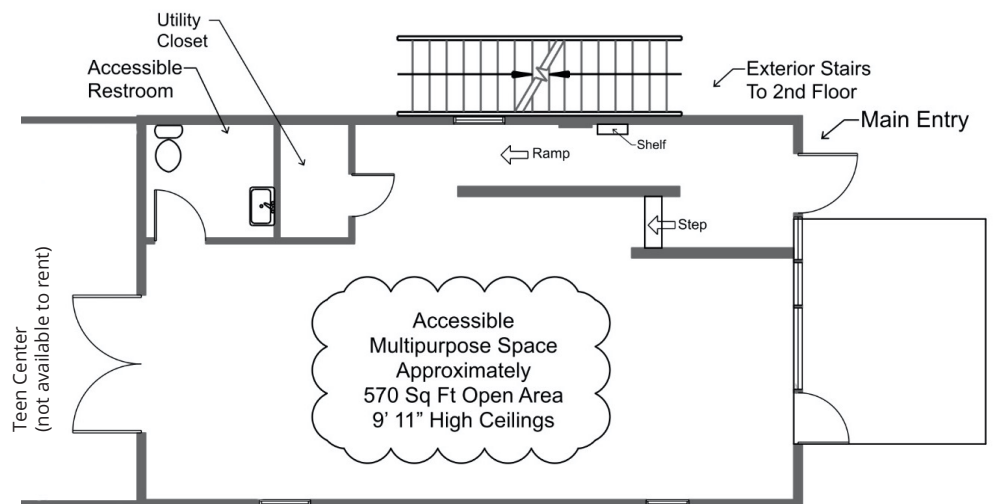 Utility
Closet
Accessible
Restroom
Exterior Stairs
To 2nd Floor
Main Entry
Shelf
Ramp
Step
Teen Center
(not available to rent)
Accessible
Multipurpose Space
Approximately
570 Sq Ft Open Area
9’ 11” High Ceilings